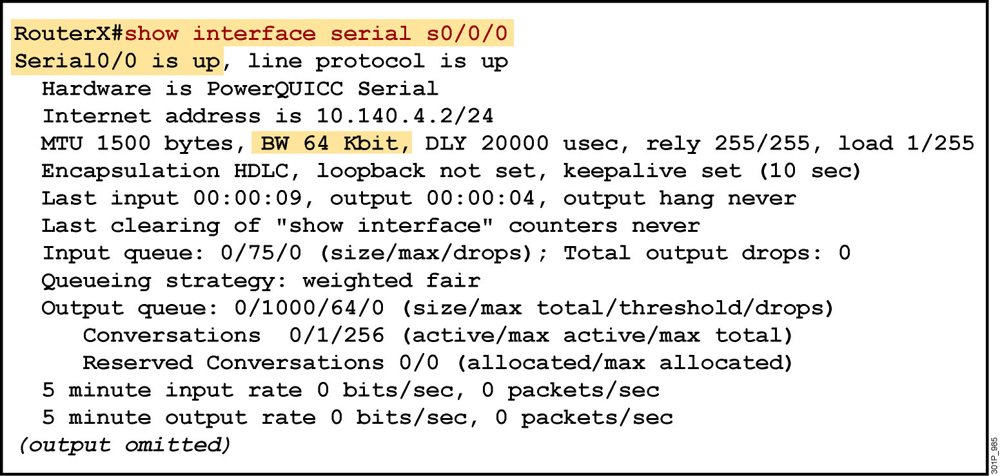 RouterX#show interface serial s0/0/0
Serial0/0 is up, line protocol is up
Hardware is PowerQUICC Serial
Internet address is 10.140.4.2/24
MTU 1500 bytes, BW 64 Kbit, DLY 20000 usec, rely 255/255, load 1/255
Encapsulation HDLC, loopback not set, keepalive set (10 sec)
Last input 00:00:09, output 00:00:04, output hang never
Last clearing of "show interface" counters never
Input queue: 0/75/0 (size/max/drops); Total output drops: 0
Queueing strategy: weighted fair
Output queue: 0/1000/64/0 (size/max total/threshold/drops)
Conversations  0/1/256 (active/max active/max total)
Reserved Conversations 0/0 (allocated/max allocated)
5 minute input rate 0 bits/sec, 0 packets/sec
5 minute output rate 0 bits/sec, 0 packets/sec
(output omitted)
301P_985